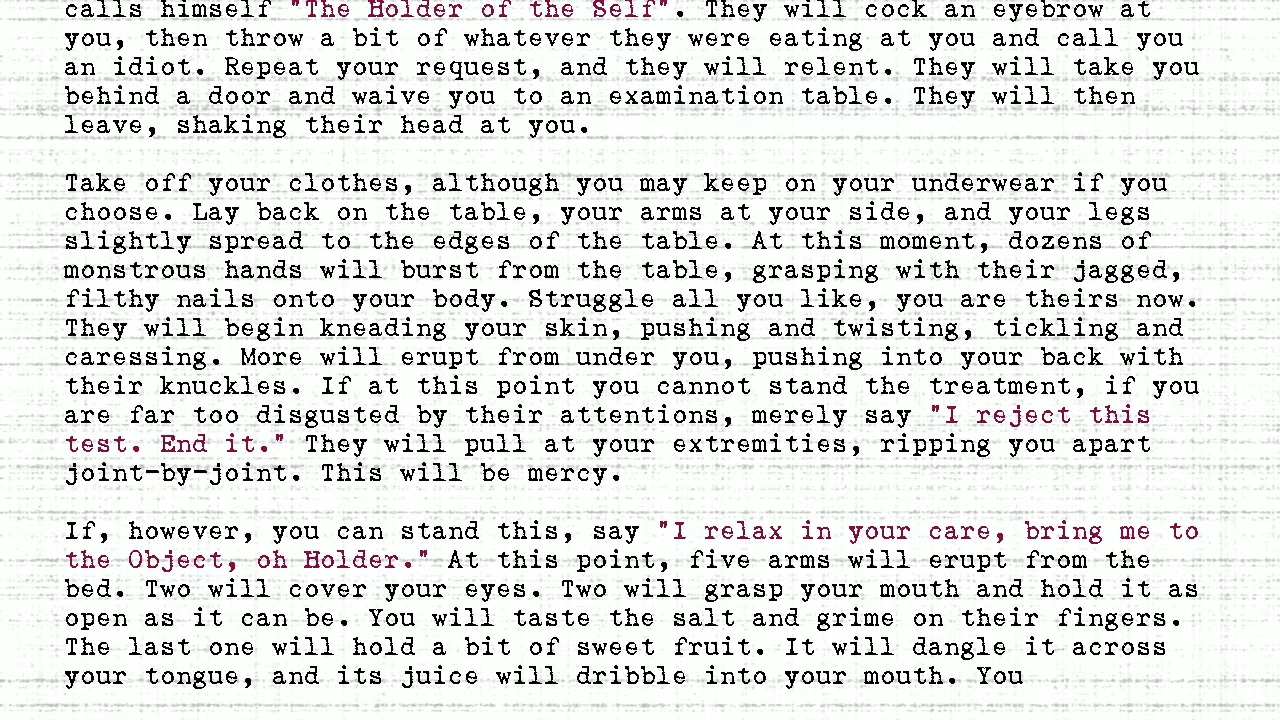 calls himself "The Holder of the Self". They will cock an eyebrow at
you, then throw a bit of whatever they were eating at you and call you
an idiot. Repeat your request, and they will relent. They will take you
behind a door and waive you to an examination table. They will then
leave, shaking their head at you.
Take off your clothes, although you may keep on your underwear if you
choose. Lay back on the table, your arms at your side, and your legs
slightly spread to the edges of the table. At this moment, dozens of
monstrous hands will burst from the table, grasping with their jagged,
filthy nails onto your body. Struggle all you like, you are theirs now.
They will begin kneading your skin, pushing and twisting, tickling and
caressing. More will erupt from under you, pushing into your back with
their knuckles. If at this point you cannot stand the treatment, if you
are far too disgusted by their attentions, merely say "I reject this
test. End it." They will pull at your extremities, ripping you apart
joint-by-joint. This will be mercy.
If, however, you can stand this, say "I relax in your care, bring me to
the Object, oh Holder." At this point, five arms will erupt from the
bed. Two will cover your eyes. Two will grasp your mouth and hold it as
open as it can be. You will taste the salt and grime on their fingers.
The last one will hold a bit of sweet fruit. It will dangle it across
your tongue, and its juice will dribble into your mouth. You